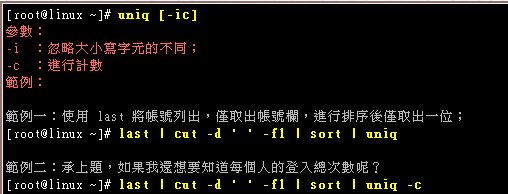 [root@linux ~]# uniq [-ic]
參數：
-i ：忽略大小寫字元的不同；
-c ：進行計數
範例：
範例一：使用 last 將帳號列出，僅取出帳號欄，進行排序後僅取出一位；
[root@linux ~]# last | cut -d ' ' -f1 | sort | uniq
範例二：承上題，如果我還想要知道每個人的登入總次數呢？
[root@linux ~]# last | cut -d ' ' -f1 | sort | uniq -c